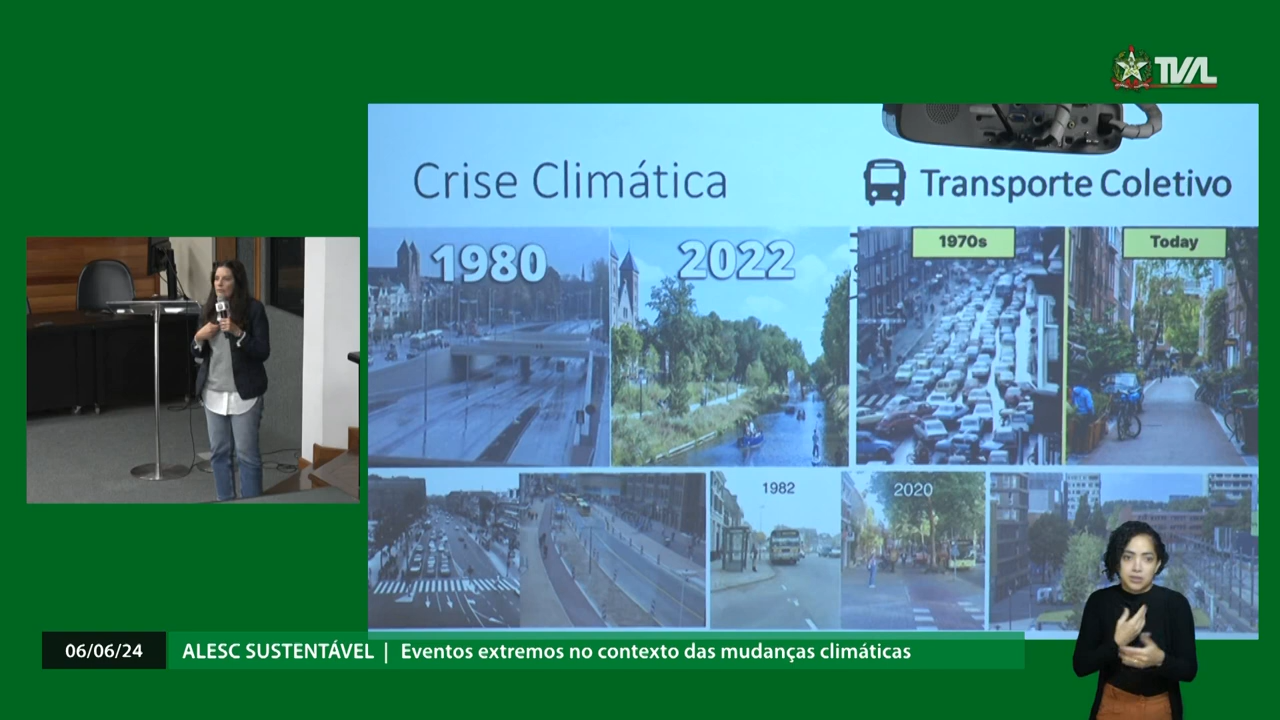 TVAL
Crise Climática
Transporte Coletivo
1980
2022
1970s
Today
1982
2020
06/06/24
ALESC SUSTENTÁVEL | Eventos extremos no contexto das mudanças climáticas